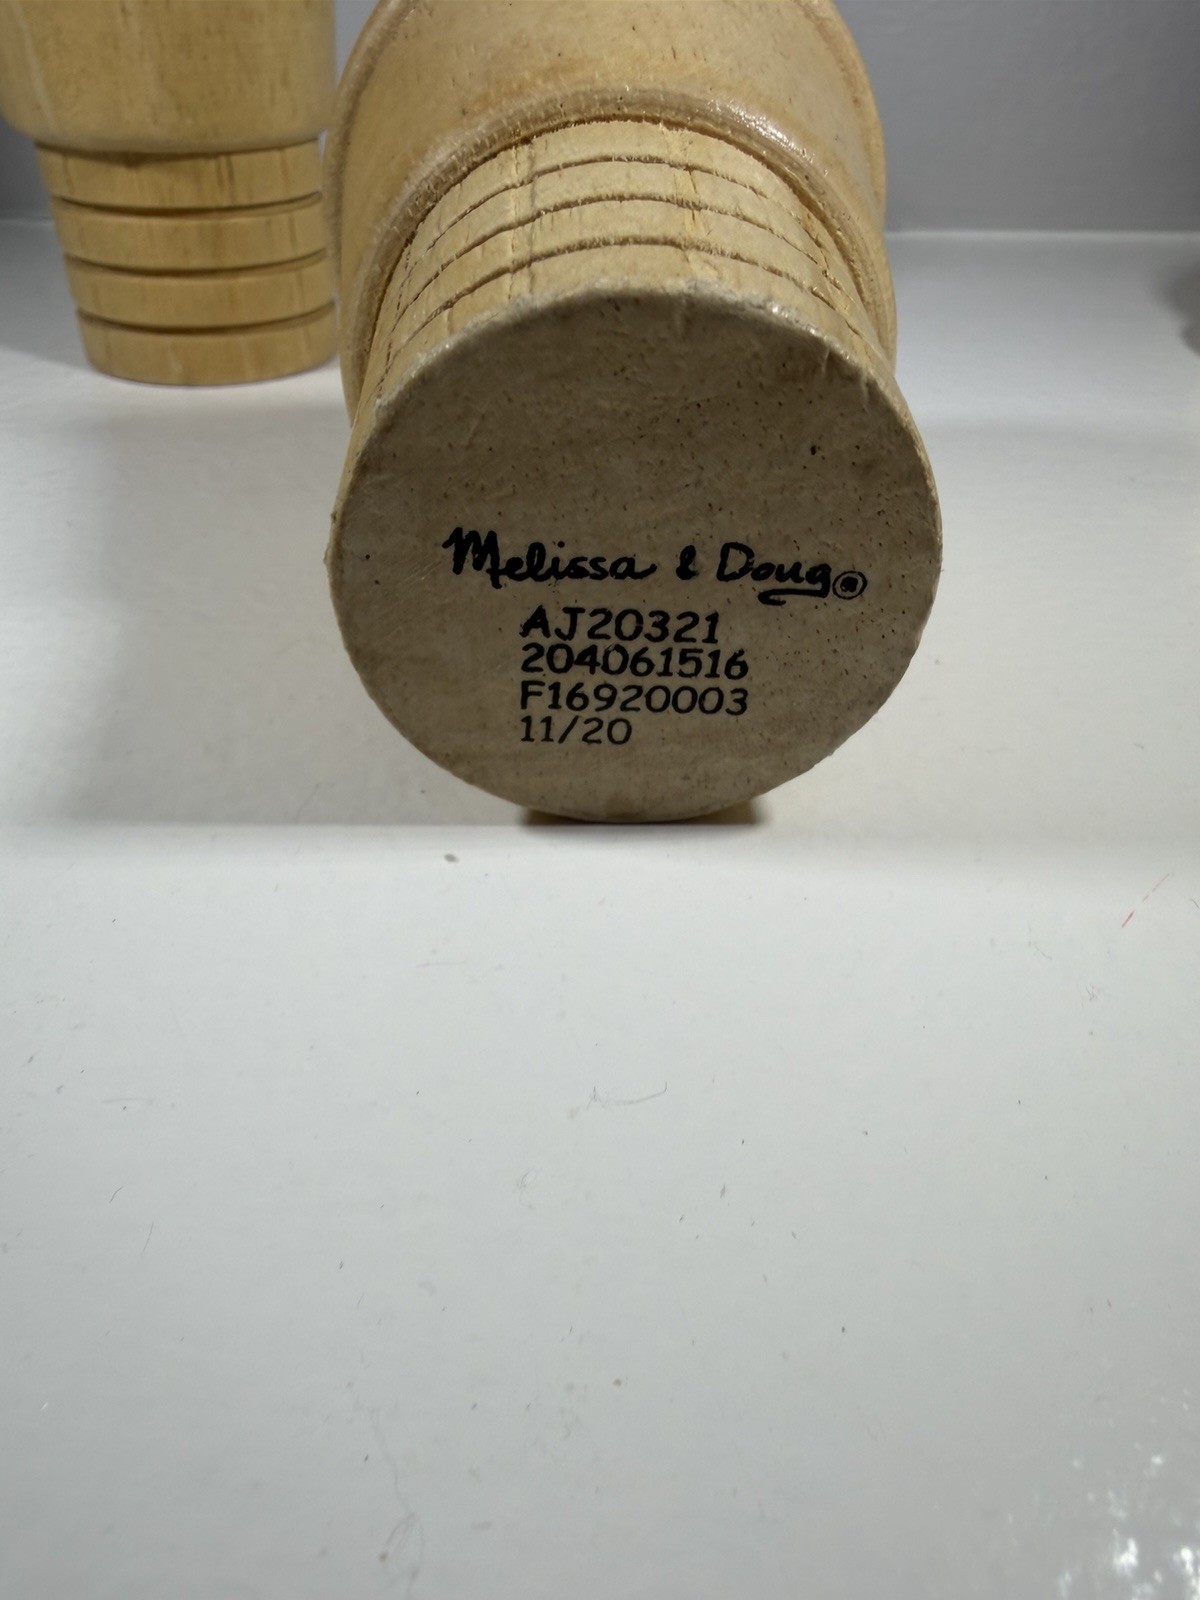 Melissa & Doug®
AJ20321
204061516
F16920003
11/20